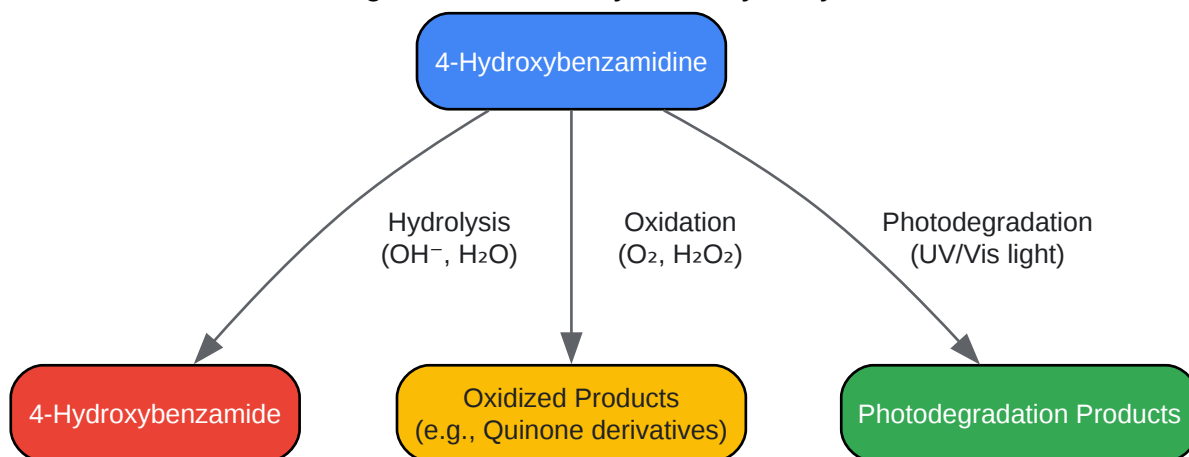 4-Hydroxybenzamidine
Hydrolysis
(OH⁻, H₂O)
Oxidation
(O₂, H₂O₂)
Photodegradation
(UV/Vis light)
4-Hydroxybenzamide
Oxidized Products
(e.g., Quinone derivatives)
Photodegradation Products